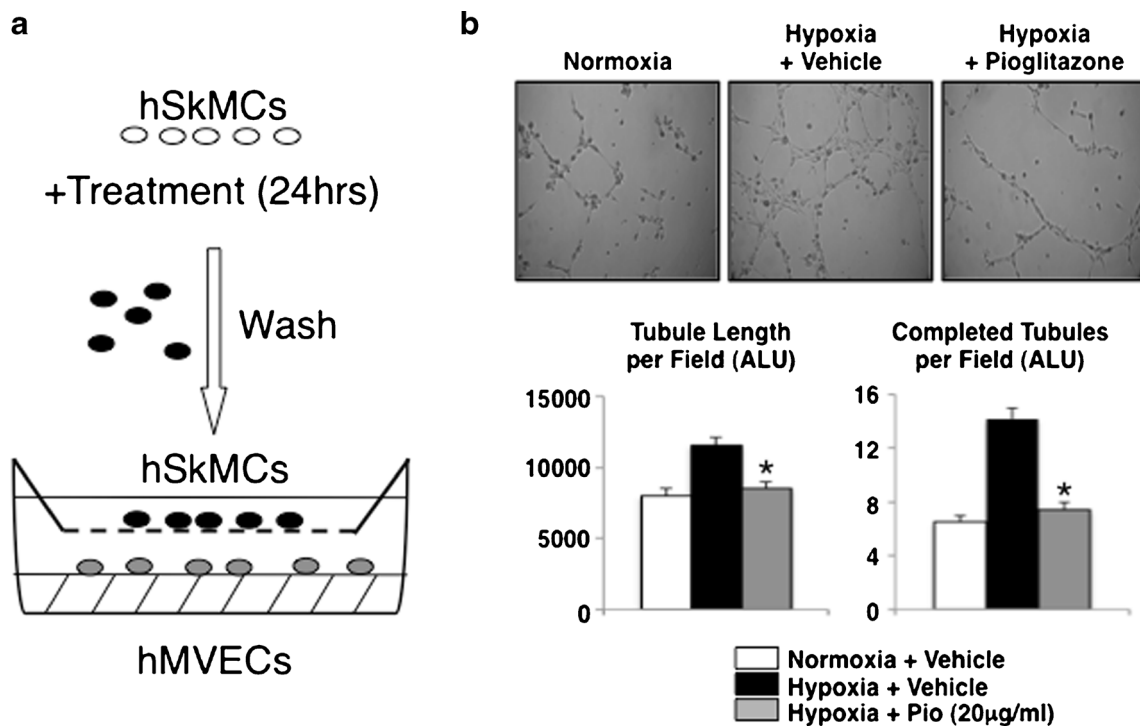 a
hSkMCs
+Treatment (24hrs)
Wash
hSkMCs
hMVECs
b
Normoxia
Hypoxia
+ Vehicle
Hypoxia
+ Pioglitazone
Tubule Length
per Field (ALU)
15000
10000
5000
0
*
Completed Tubules
per Field (ALU)
16
12
8
4
0
*
Normoxia + Vehicle
Hypoxia + Vehicle
Hypoxia + Pio (20µg/ml)